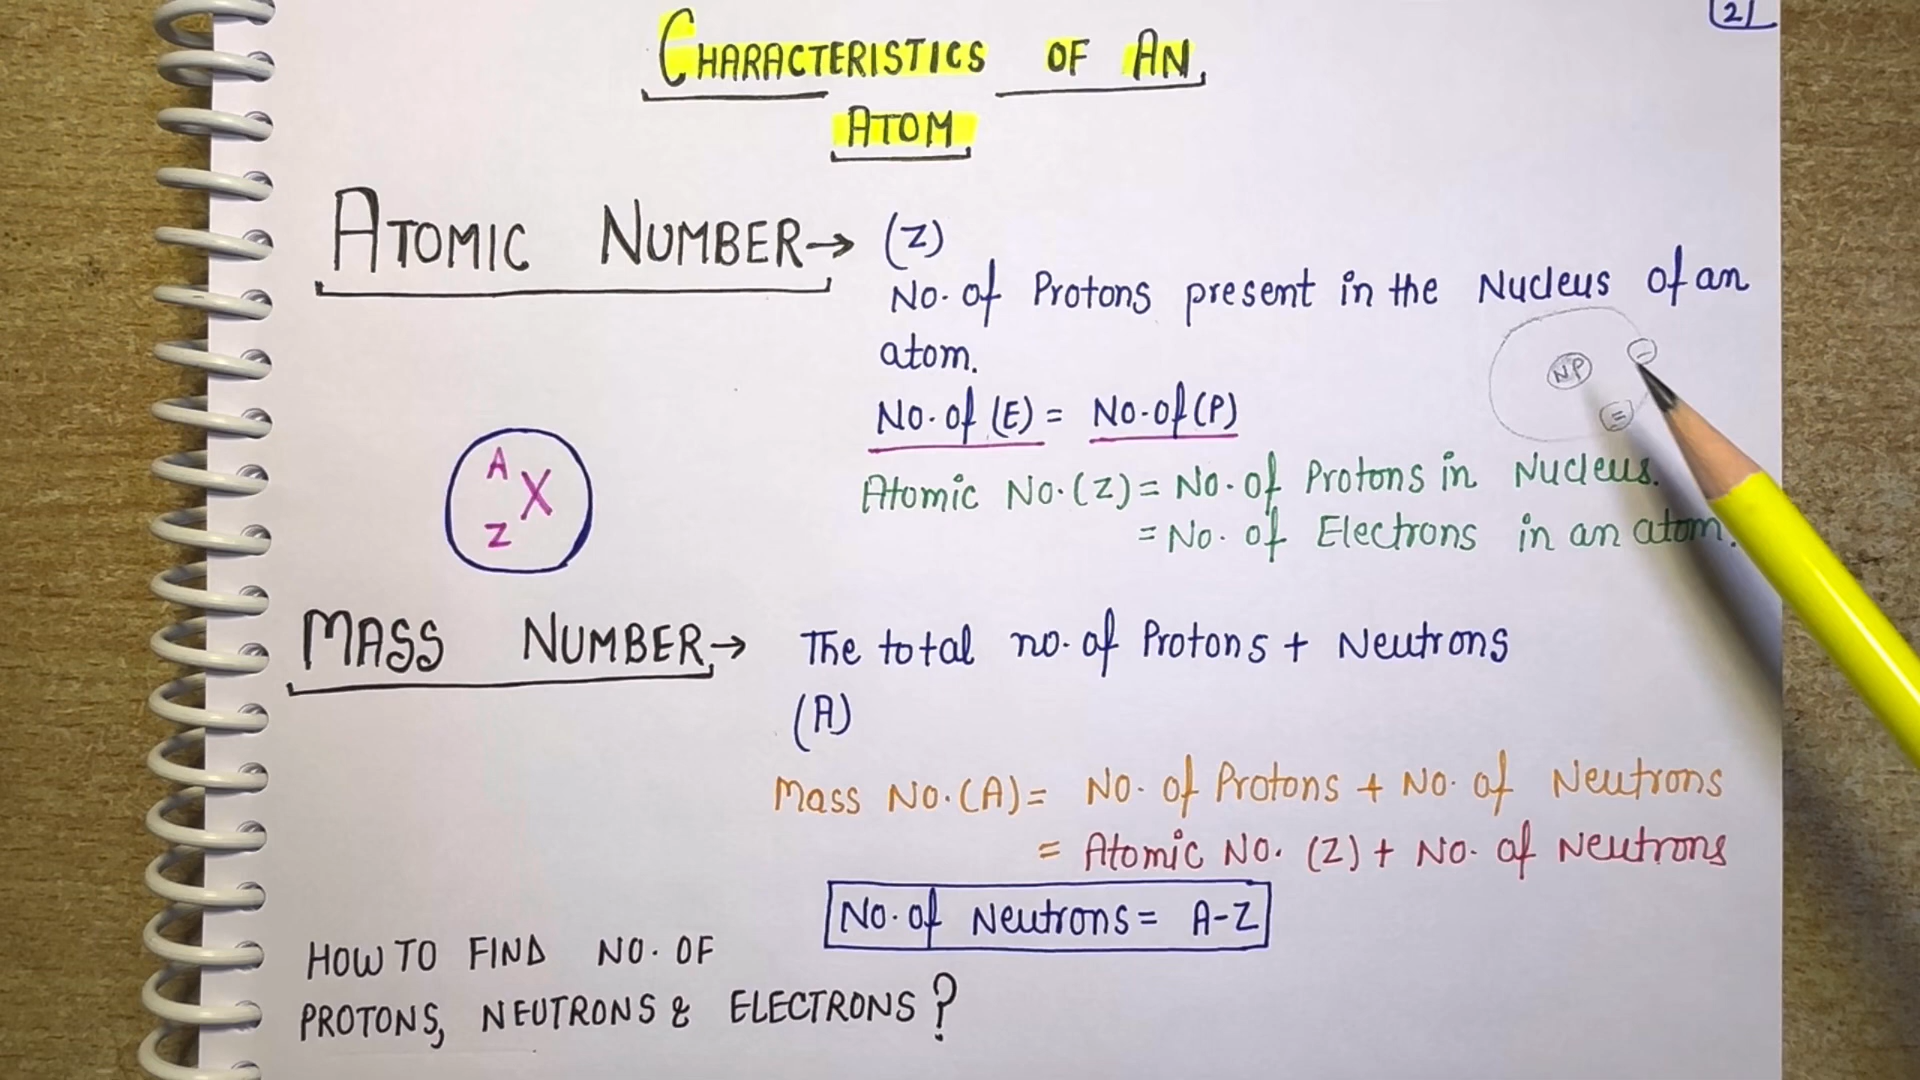 2
CHARACTERISTICS OF AN
ATOM
ATOMIC NUMBER → (Z)
No. of Protons present in the Nucleus of an
atom.
NP
No. of (E) = No. of (P)
A
X
Z
Atomic No. (Z) = No. of Protons in Nucleus.
= No. of Electrons in an atom.
MASS NUMBER → The total no. of Protons + Neutrons
(A)
Mass No. (A) = No. of Protons + No. of Neutrons
= Atomic No. (Z) + No. of Neutrons
No. of Neutrons = A-Z
HOW TO FIND NO. OF
PROTONS, NEUTRONS & ELECTRONS?